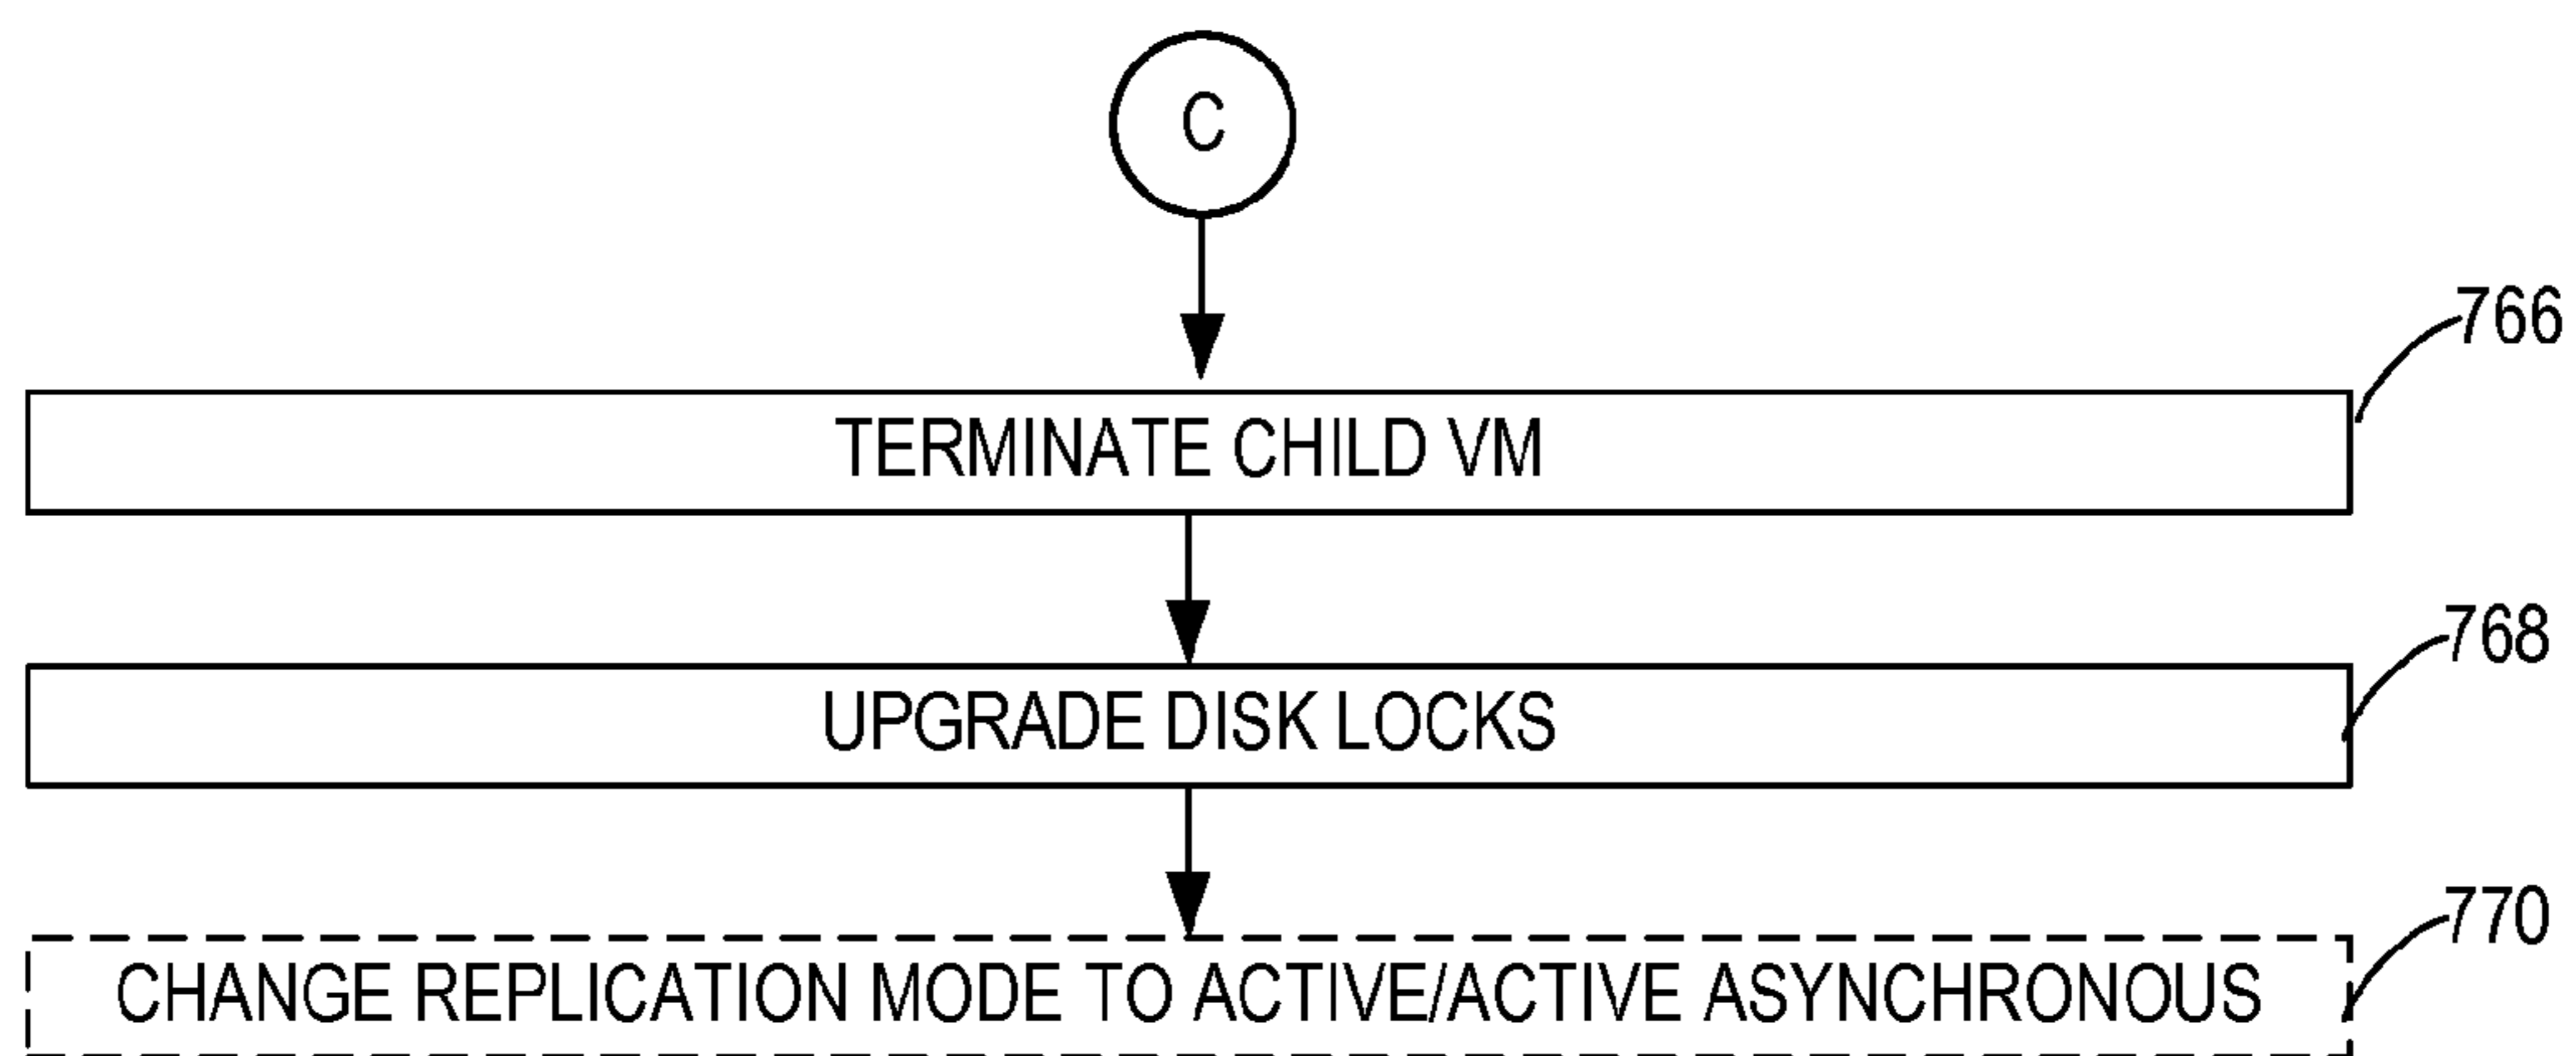 C
766
TERMINATE CHILD VM
768
UPGRADE DISK LOCKS
770
CHANGE REPLICATION MODE TO ACTIVE/ACTIVE ASYNCHRONOUS